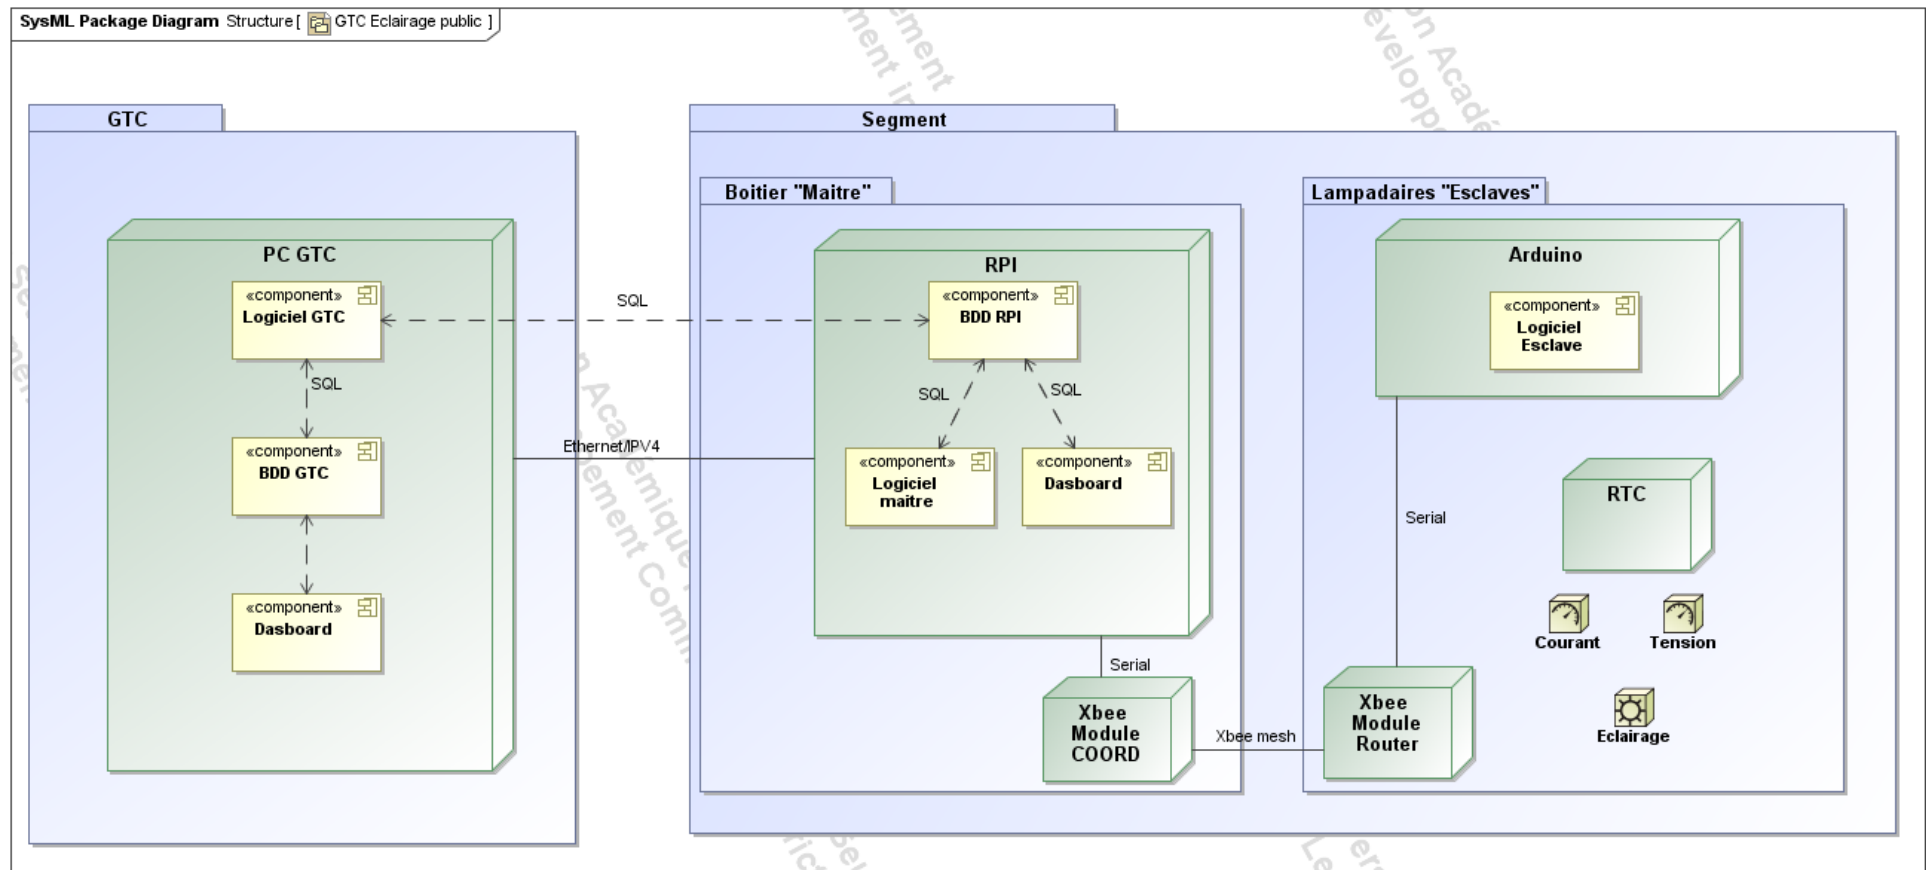 SysML Package Diagram Structure [ GTC Eclairage public ]
GTC
Segment
Boitier "Maitre"
Lampadaires "Esclaves"
PC GTC
«component»
Logiciel GTC
SQL
«component»
BDD GTC
«component»
Dasboard
SQL
Ethernet/IPV4
RPI
«component»
BDD RPI
SQL
SQL
«component»
Logiciel
maitre
«component»
Dasboard
Serial
Xbee
Module
COORD
Xbee mesh
Arduino
«component»
Logiciel
Esclave
Serial
RTC
Courant
Tension
Eclairage
Xbee
Module
Router